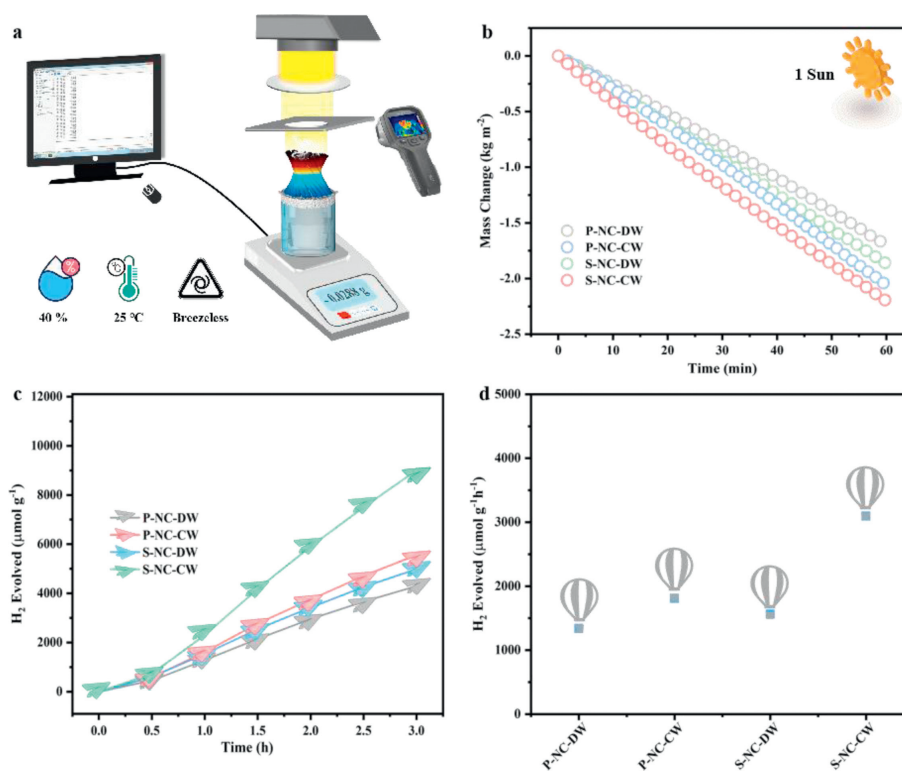 a
- 0.0288 g
40 %
25 ℃
Breezeless
%
℃
b
1 Sun
Mass Change (kg m⁻²)
0.0
-0.5
-1.0
-1.5
-2.0
-2.5
P-NC-DW
P-NC-CW
S-NC-DW
S-NC-CW
0 10 20 30 40 50 60
Time (min)
c
H₂ Evolved (μmol g⁻¹)
12000
10000
8000
6000
4000
2000
0
P-NC-DW
P-NC-CW
S-NC-DW
S-NC-CW
0.0 0.5 1.0 1.5 2.0 2.5 3.0
Time (h)
d
H₂ Evolved (μmol g⁻¹h⁻¹)
5000
4000
3000
2000
1000
0
P-NC-DW
P-NC-CW
S-NC-DW
S-NC-CW